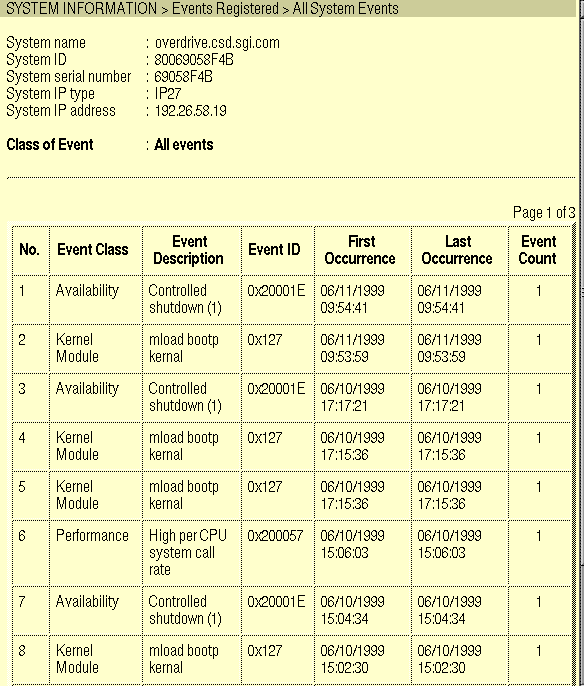 SYSTEM INFORMATION > Events Registered > All System Events
System name : overdrive.csd.sgi.com
System ID : 80069058F4B
System serial number : 69058F4B
System IP type : IP27
System IP address : 192.26.58.19
Class of Event : All events
Page 1 of 3
No. Event Class Event Description Event ID First Occurrence Last Occurrence Event Count
1 Availability Controlled shutdown (1) 0x20001E 06/11/1999 09:54:41 06/11/1999 09:54:41 1
2 Kernel Module mload bootp kernal 0x127 06/11/1999 09:53:59 06/11/1999 09:53:59 1
3 Availability Controlled shutdown (1) 0x20001E 06/10/1999 17:17:21 06/10/1999 17:17:21 1
4 Kernel Module mload bootp kernal 0x127 06/10/1999 17:15:36 06/10/1999 17:15:36 1
5 Kernel Module mload bootp kernal 0x127 06/10/1999 17:15:36 06/10/1999 17:15:36 1
6 Performance High per CPU system call rate 0x200057 06/10/1999 15:06:03 06/10/1999 15:06:03 1
7 Availability Controlled shutdown (1) 0x20001E 06/10/1999 15:04:34 06/10/1999 15:04:34 1
8 Kernel Module mload bootp kernal 0x127 06/10/1999 15:02:30 06/10/1999 15:02:30 1